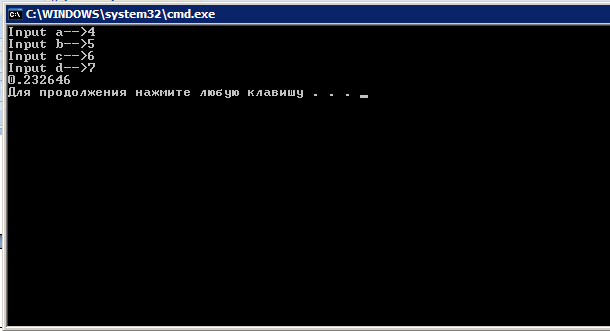 C:\WINDOWS\system32\cmd.exe
Input a-->4
Input b-->5
Input c-->6
Input d-->7
0.232646
Для продолжения нажмите любую клавишу . . . _